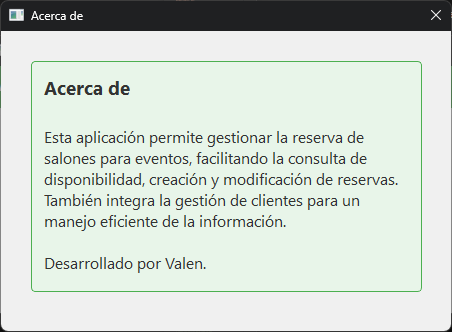 Acerca de
Acerca de
Esta aplicación permite gestionar la reserva de
salones para eventos, facilitando la consulta de
disponibilidad, creación y modificación de reservas.
También integra la gestión de clientes para un
manejo eficiente de la información.
Desarrollado por Valen.